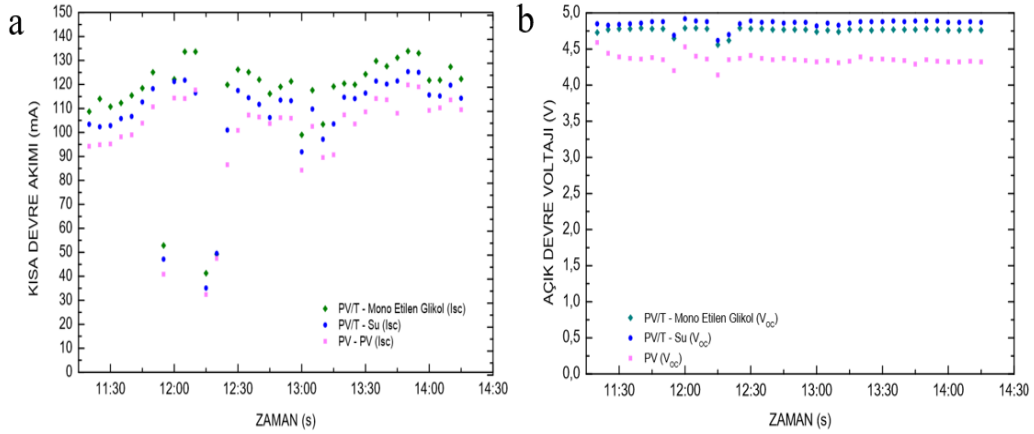 a
150
140
130
120
110
100
90
80
70
60
50
40
30
20
10
0
KISA DEVRE AKIMI (mA)
PV/T - Mono Etilen Glikol (Isc)
PV/T - Su (Isc)
PV - PV (Isc)
11:30 12:00 12:30 13:00 13:30 14:00 14:30
ZAMAN (s)
b
5,0
4,5
4,0
3,5
3,0
2,5
2,0
1,5
1,0
0,5
0,0
AÇIK DEVRE VOLTAJI (V)
PV/T - Mono Etilen Glikol (Voc)
PV/T - Su (Voc)
PV (Voc)
11:30 12:00 12:30 13:00 13:30 14:00 14:30
ZAMAN (s)